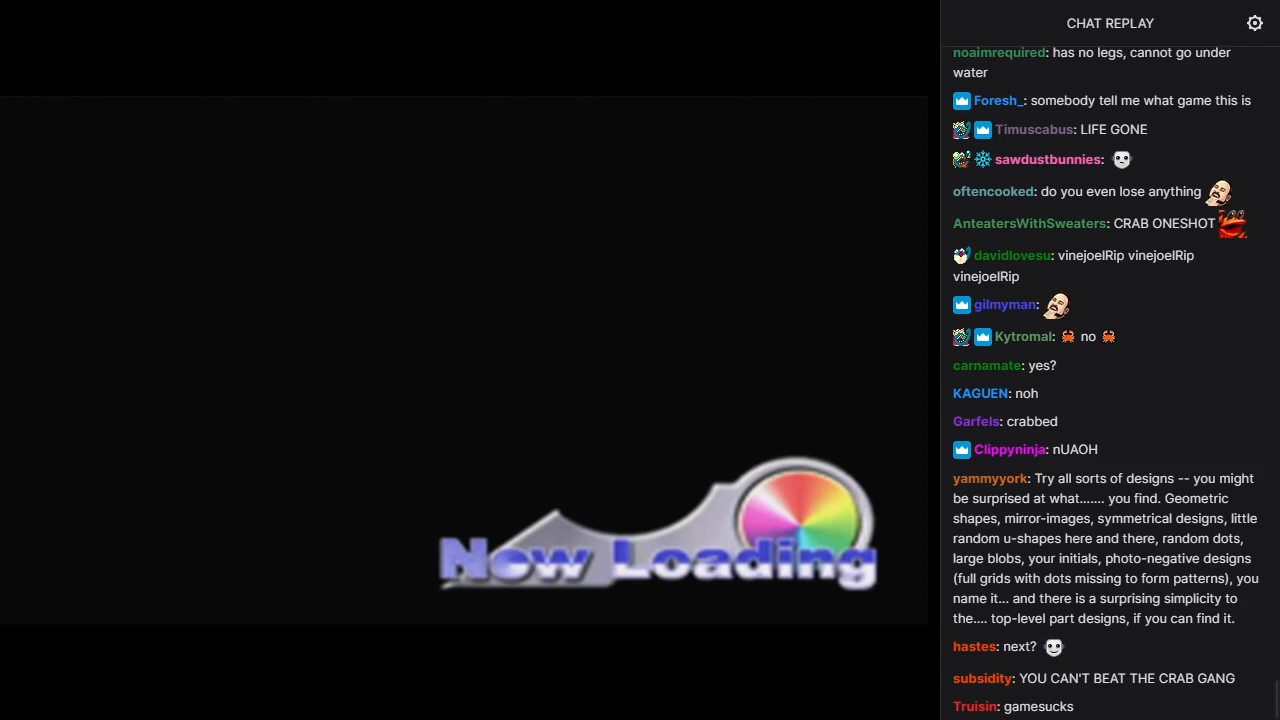 CHAT REPLAY
noaimrequired: has no legs, cannot go under
water
Foresh_: somebody tell me what game this is
Timuscabus: LIFE GONE
sawdustbunnies:
oftencooked: do you even lose anything
AnteatersWithSweaters: CRAB ONESHOT
davidlovesu: vinejoelRip vinejoelRip
vinejoelRip
gilmyman:
Kytromal: no
carnamate: yes?
KAGUEN: noh
Garfels: crabbed
Clippyninja: nUAOH
yammyyork: Try all sorts of designs -- you might
be surprised at what....... you find. Geometric
shapes, mirror-images, symmetrical designs, little
random u-shapes here and there, random dots,
large blobs, your initials, photo-negative designs
(full grids with dots missing to form patterns), you
name it... and there is a surprising simplicity to
the.... top-level part designs, if you can find it.
hastes: next?
subsidity: YOU CAN'T BEAT THE CRAB GANG
Truisin: gamesucks
Now Loading